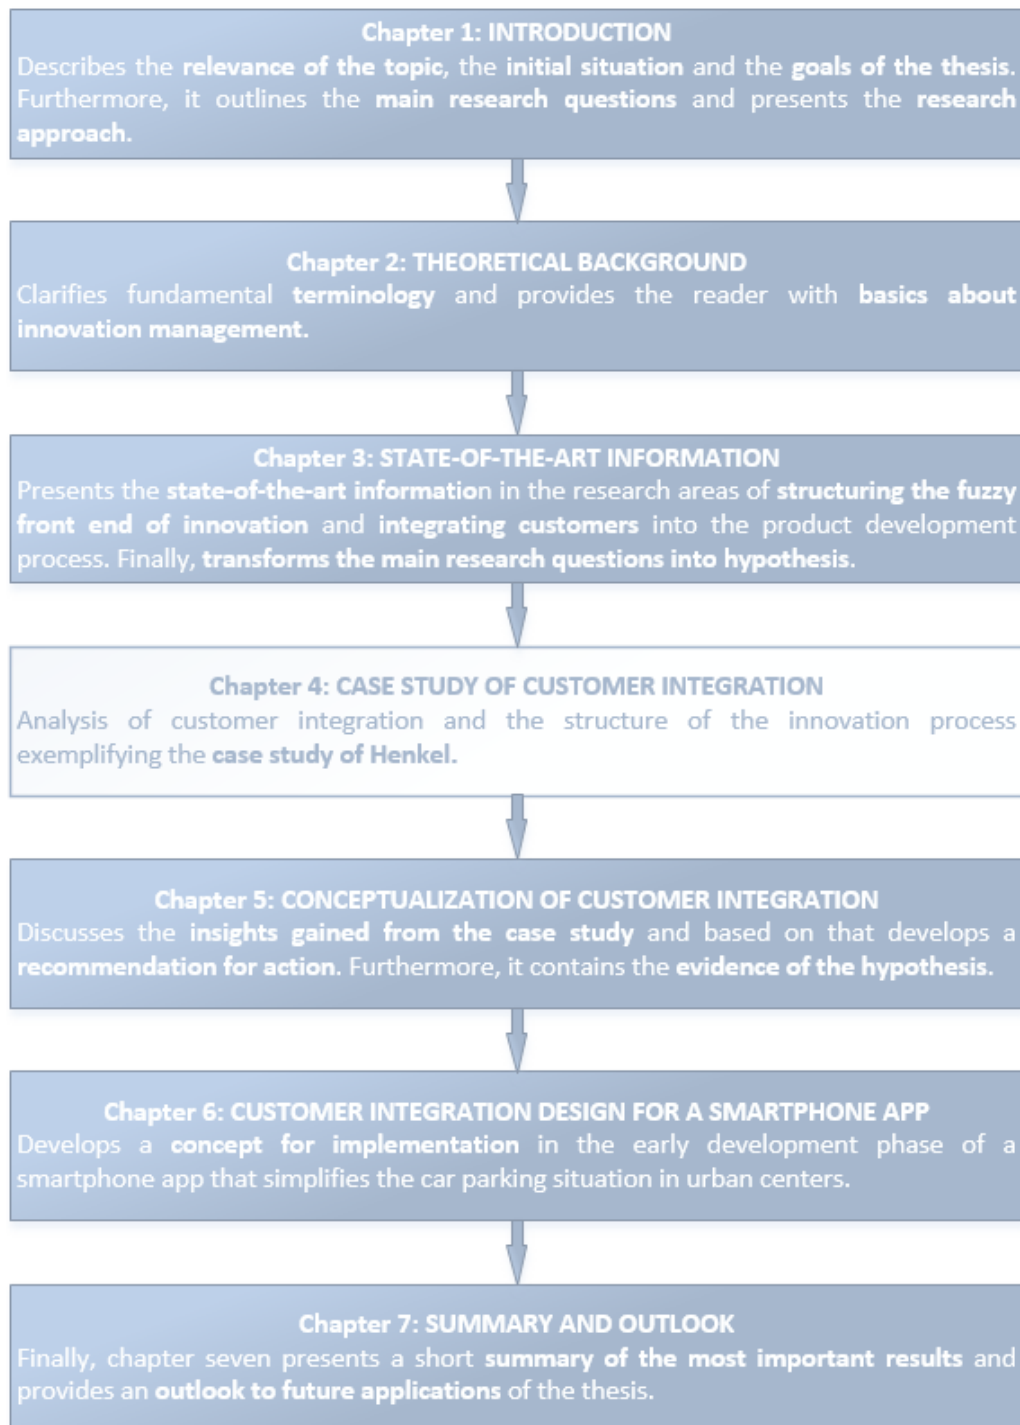 Chapter 1: INTRODUCTION
Describes the relevance of the topic, the initial situation and the goals of the thesis.
Furthermore, it outlines the main research questions and presents the research
approach.
Chapter 2: THEORETICAL BACKGROUND
Clarifies fundamental terminology and provides the reader with basics about
innovation management.
Chapter 3: STATE-OF-THE-ART INFORMATION
Presents the state-of-the-art information in the research areas of structuring the fuzzy
front end of innovation and integrating customers into the product development
process. Finally, transforms the main research questions into hypothesis.
Chapter 4: CASE STUDY OF CUSTOMER INTEGRATION
Analysis of customer integration and the structure of the innovation process
exemplifying the case study of Henkel.
Chapter 5: CONCEPTUALIZATION OF CUSTOMER INTEGRATION
Discusses the insights gained from the case study and based on that develops a
recommendation for action. Furthermore, it contains the evidence of the hypothesis.
Chapter 6: CUSTOMER INTEGRATION DESIGN FOR A SMARTPHONE APP
Develops a concept for implementation in the early development phase of a
smartphone app that simplifies the car parking situation in urban centers.
Chapter 7: SUMMARY AND OUTLOOK
Finally, chapter seven presents a short summary of the most important results and
provides an outlook to future applications of the thesis.